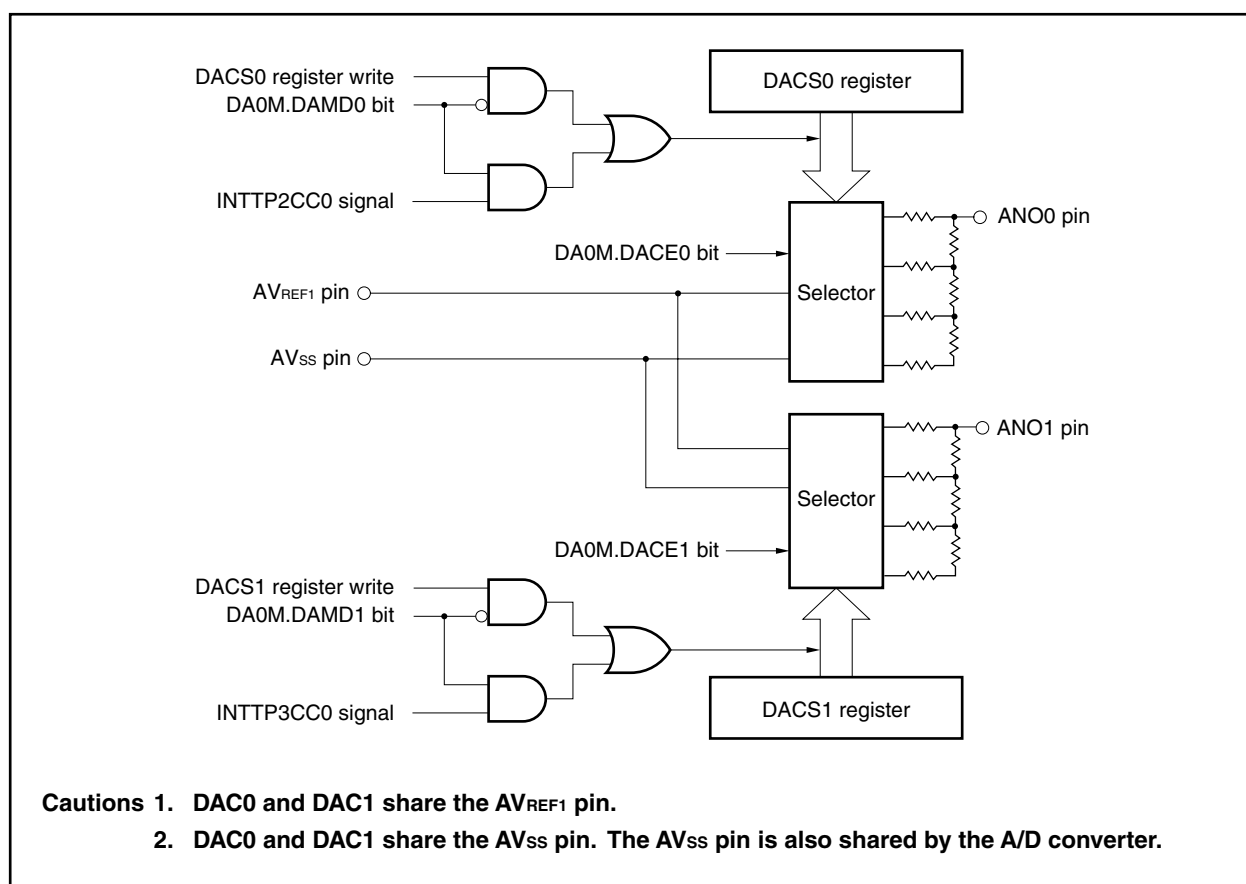 DACS0 register write
DA0M.DAMD0 bit
INTTP2CC0 signal
DACS0 register
DA0M.DACE0 bit
Selector
ANO0 pin
AVREF1 pin
AVSS pin
Selector
ANO1 pin
DA0M.DACE1 bit
DACS1 register write
DA0M.DAMD1 bit
INTTP3CC0 signal
DACS1 register
Cautions 1. DAC0 and DAC1 share the AVREF1 pin.
2. DAC0 and DAC1 share the AVSS pin. The AVSS pin is also shared by the A/D converter.